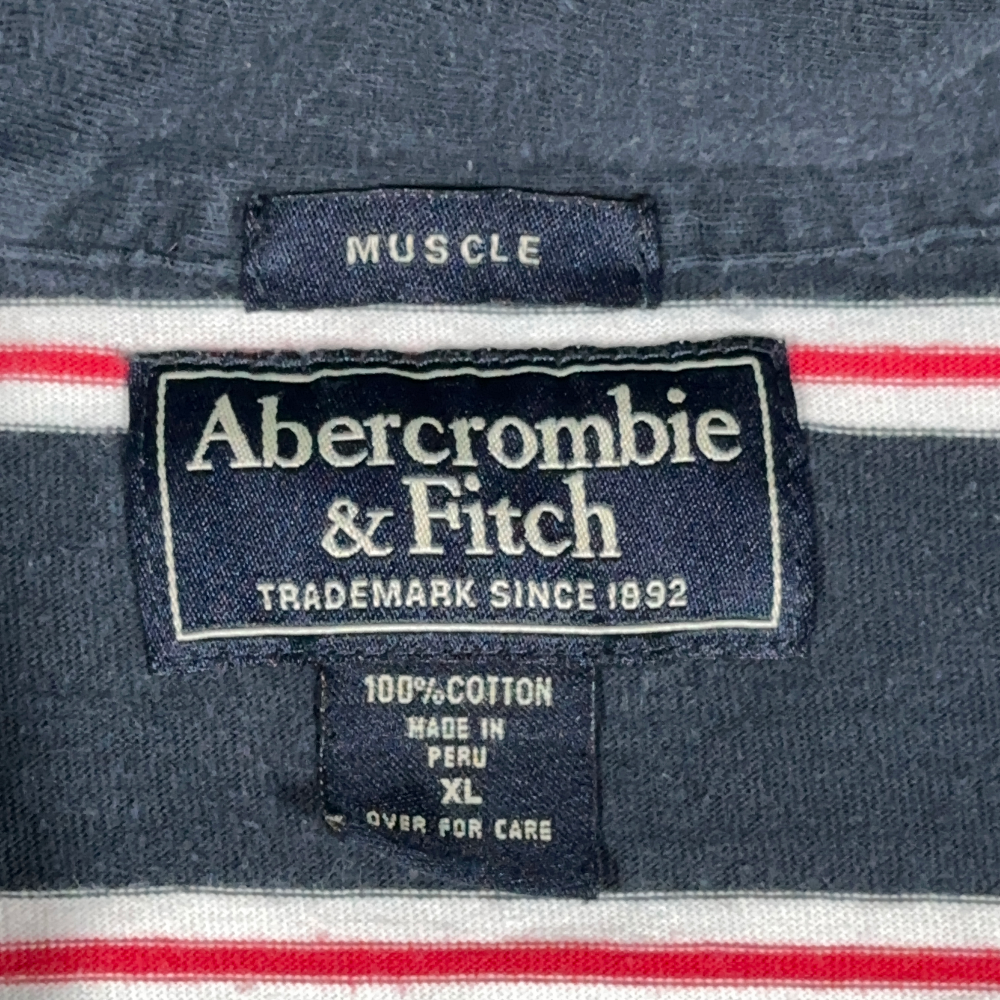 MUSCLE
Abercrombie
& Fitch
TRADEMARK SINCE 1892
100% COTTON
MADE IN
PERU
XL
OVER FOR CARE